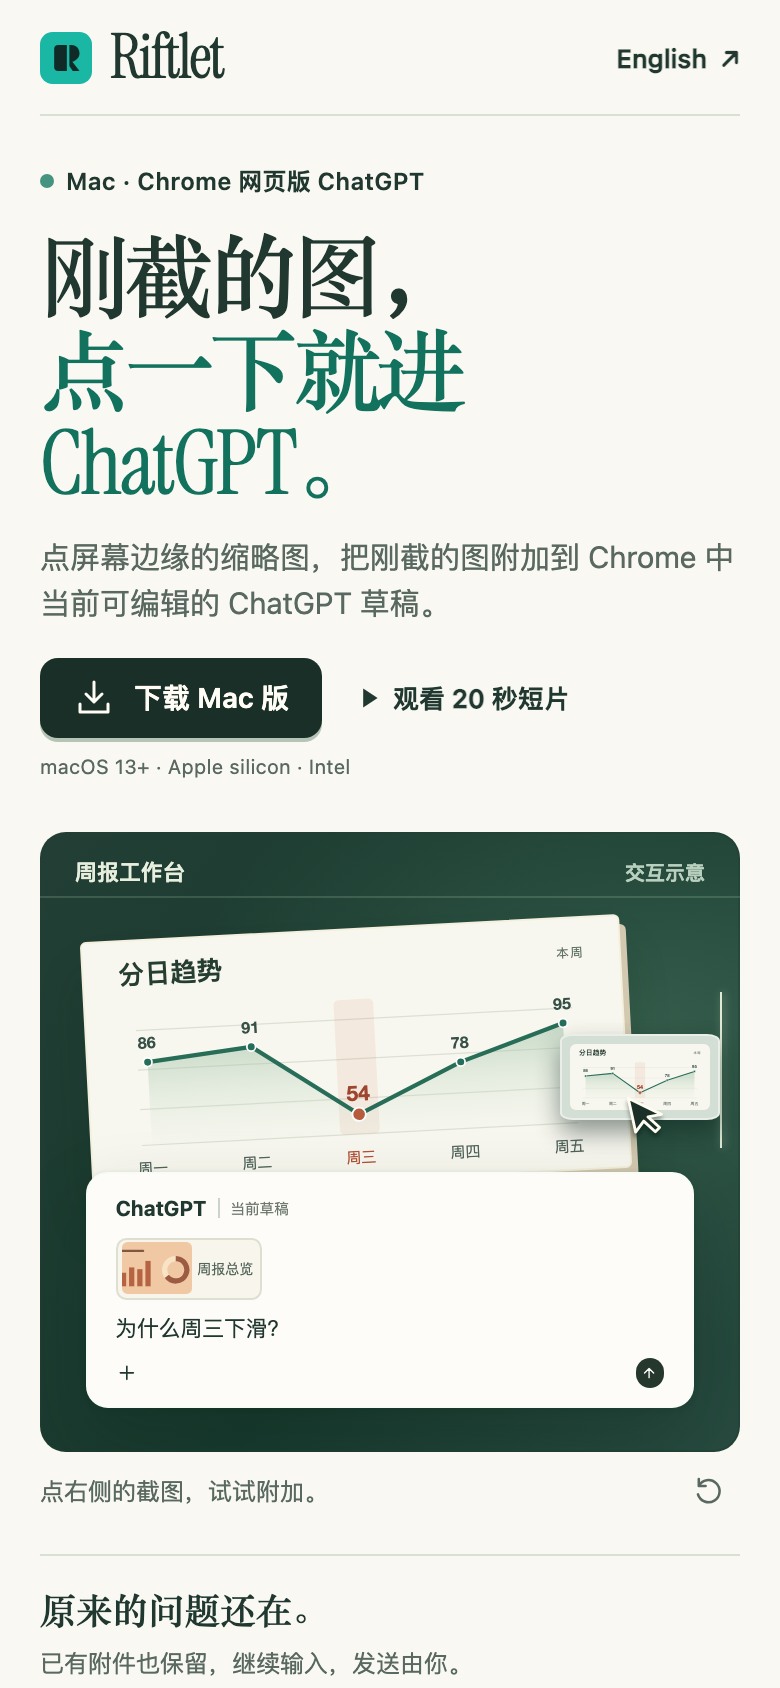 Riftlet
English ↗
Mac · Chrome 网页版 ChatGPT
刚截的图，
点一下就进
ChatGPT。
点屏幕边缘的缩略图，把刚截的图附加到 Chrome 中
当前可编辑的 ChatGPT 草稿。
下载 Mac 版
观看 20 秒短片
macOS 13+ · Apple silicon · Intel
周报工作台
交互示意
分日趋势
本周
86
91
54
78
95
周一
周二
周三
周四
周五
分日趋势
54
ChatGPT
当前草稿
周报总览
为什么周三下滑?
点右侧的截图，试试附加。
原来的问题还在。
已有附件也保留，继续输入，发送由你。